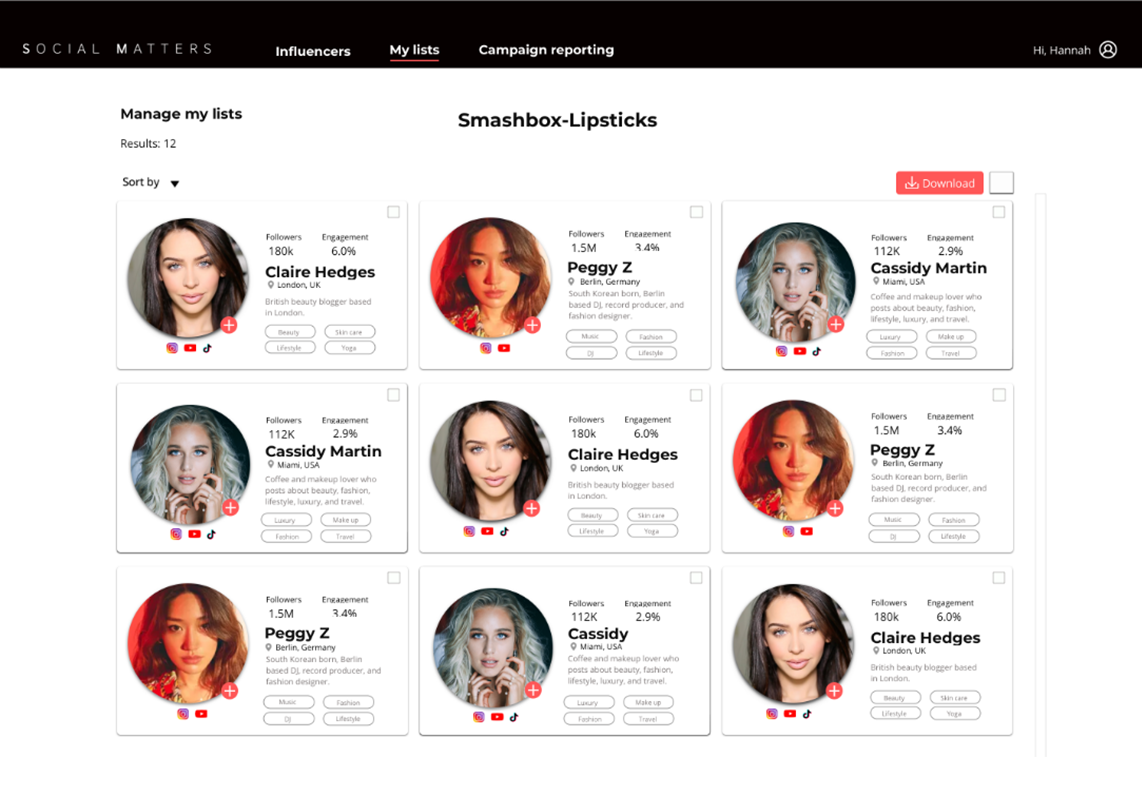 SOCIAL MATTERS
Influencers
My lists
Campaign reporting
Hi, Hannah
Manage my lists
Smashbox-Lipsticks
Results: 12
Sort by
Download
Followers Engagement
180k 6.0%
Claire Hedges
London, UK
British beauty blogger based
in London.
Beauty Skin care
Lifestyle Yoga
Followers Engagement
1.5M 3.4%
Peggy Z
Berlin, Germany
South Korean born, Berlin
based DJ, record producer, and
fashion designer.
Music Fashion
DJ Lifestyle
Followers Engagement
112K 2.9%
Cassidy Martin
Miami, USA
Coffee and makeup lover who
posts about beauty, fashion,
lifestyle, luxury, and travel.
Luxury Make up
Fashion Travel
Followers Engagement
112K 2.9%
Cassidy Martin
Miami, USA
Coffee and makeup lover who
posts about beauty, fashion,
lifestyle, luxury, and travel.
Luxury Make up
Fashion Travel
Followers Engagement
180k 6.0%
Claire Hedges
London, UK
British beauty blogger based
in London.
Beauty Skin care
Lifestyle Yoga
Followers Engagement
1.5M 3.4%
Peggy Z
Berlin, Germany
South Korean born, Berlin
based DJ, record producer, and
fashion designer.
Music Fashion
DJ Lifestyle
Followers Engagement
1.5M 3.4%
Peggy Z
Berlin, Germany
South Korean born, Berlin
based DJ, record producer, and
fashion designer.
Music Fashion
DJ Lifestyle
Followers Engagement
112K 2.9%
Cassidy
Miami, USA
Coffee and makeup lover who
posts about beauty, fashion,
lifestyle, luxury, and travel.
Luxury Make up
Fashion Travel
Followers Engagement
180k 6.0%
Claire Hedges
London, UK
British beauty blogger based
in London.
Beauty Skin care
Lifestyle Yoga